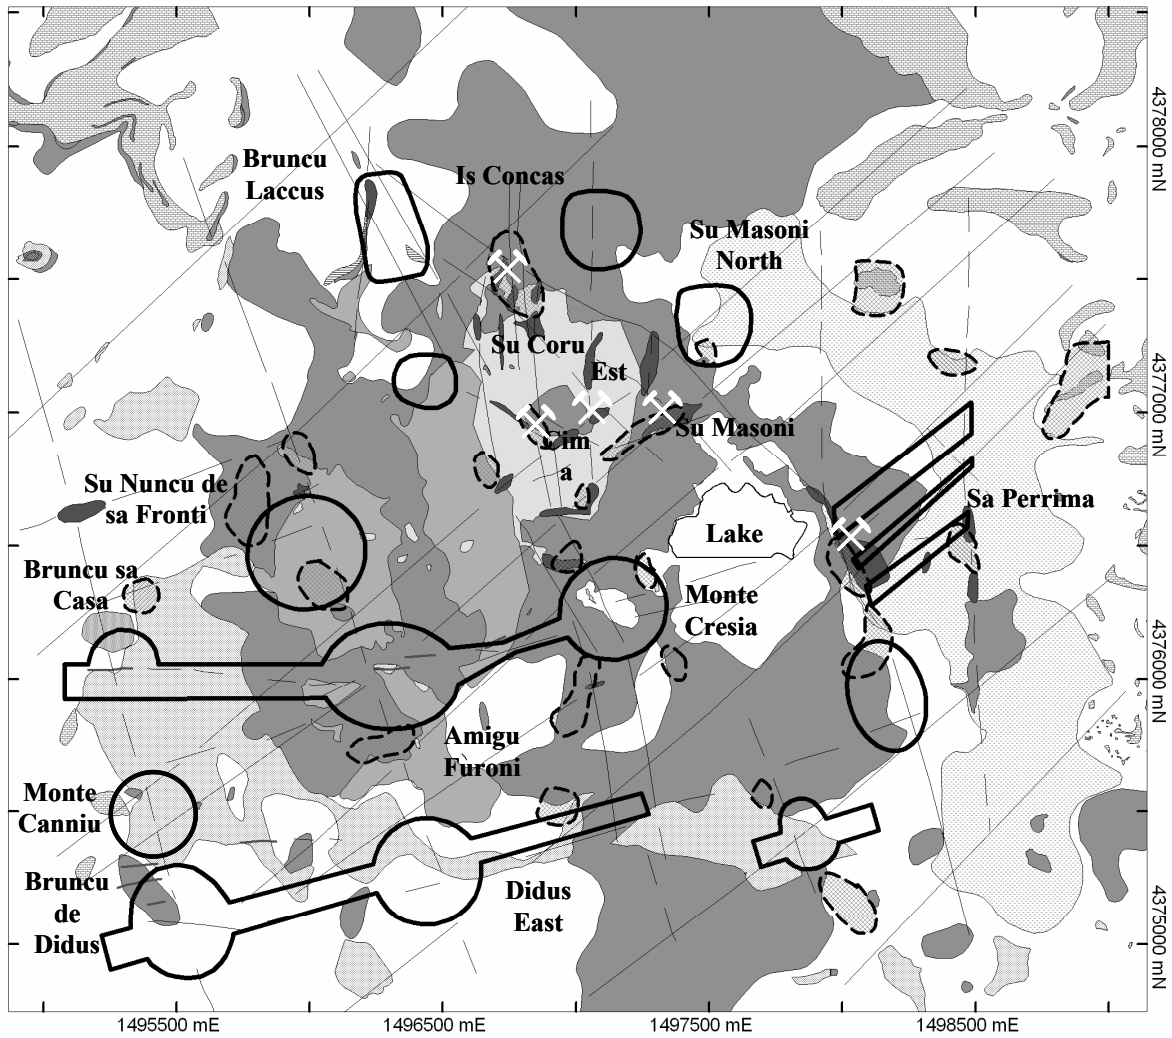 4378000 mN
Bruncu
Laccus
Is Concas
Su Masoni
North
Su Coru
Est
4377000 mN
Su Masoni
Cim
a
Su Nuncu de
sa Fronti
Sa Perrima
Lake
Bruncu sa
Casa
Monte
Cresia
4376000 mN
Amigu
Furoni
Monte
Canniu
Bruncu
de
Didus
Didus
East
4375000 mN
1495500 mE
1496500 mE
1497500 mE
1498500 mE